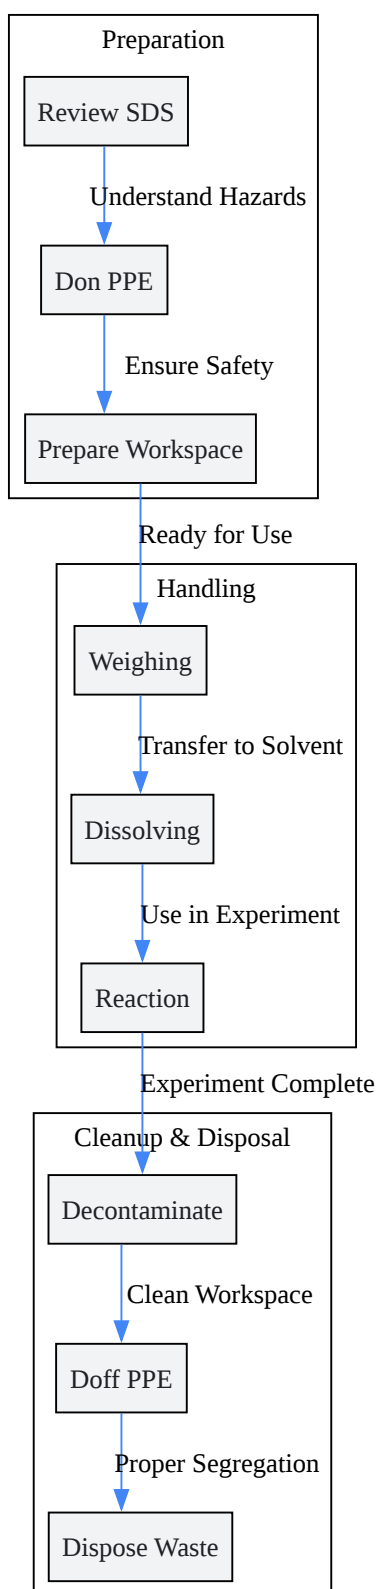 Preparation
Review SDS
Understand Hazards
Don PPE
Ensure Safety
Prepare Workspace
Ready for Use
Handling
Weighing
Transfer to Solvent
Dissolving
Use in Experiment
Reaction
Experiment Complete
Cleanup & Disposal
Decontaminate
Clean Workspace
Doff PPE
Proper Segregation
Dispose Waste